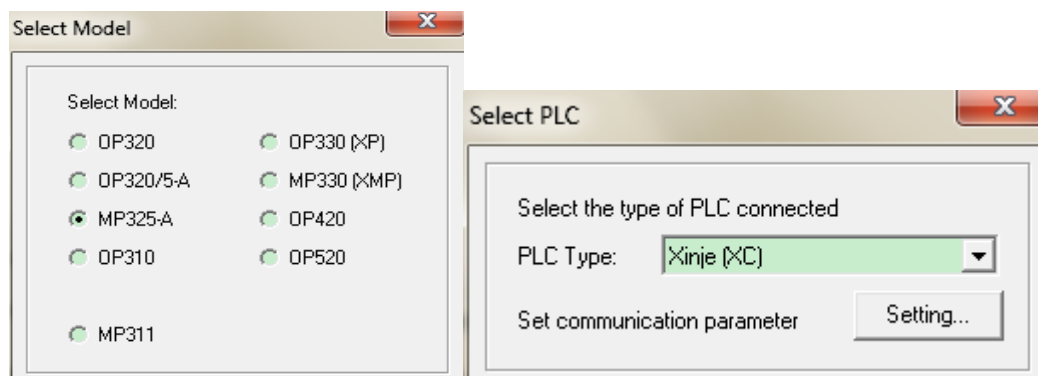 Select Model
Select Model:
OP320
OP330 (XP)
OP320/5-A
MP330 (XMP)
MP325-A
OP420
OP310
OP520
MP311
Select PLC
Select the type of PLC connected
PLC Type:
Xinje (XC)
Set communication parameter
Setting...